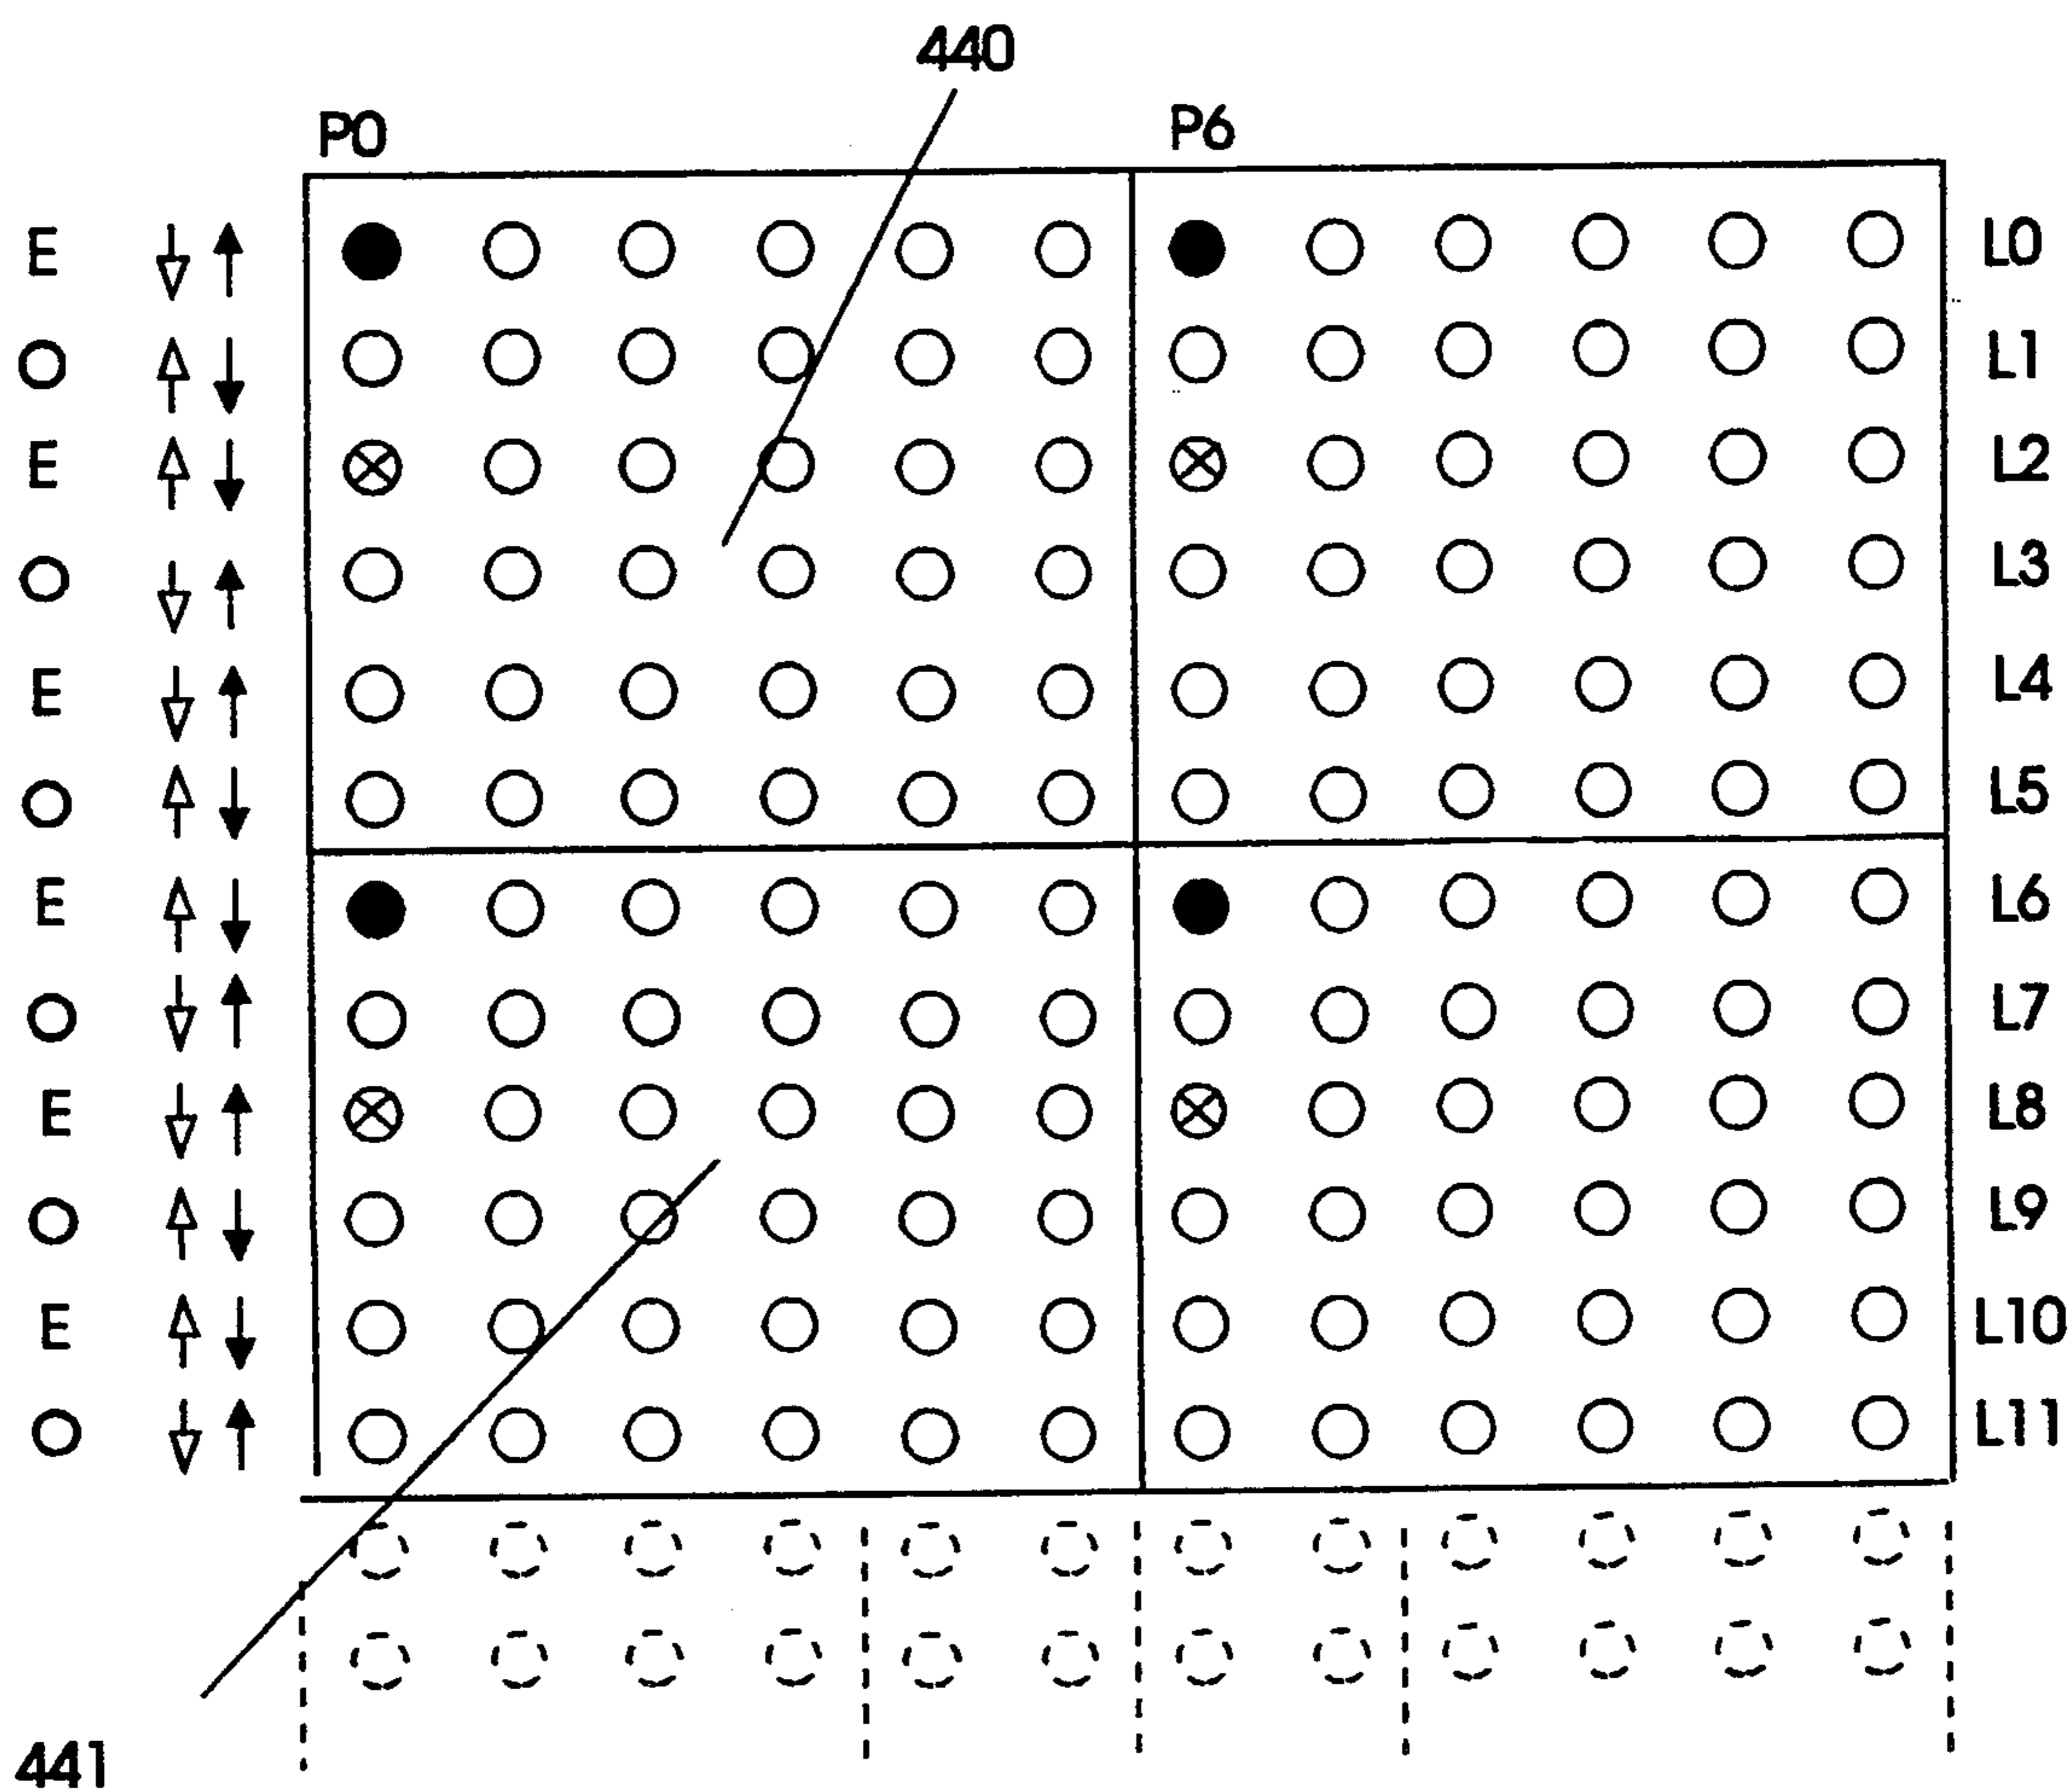 440
P0 P6
E L0
O L1
E L2
O L3
E L4
O L5
E L6
O L7
E L8
O L9
E L10
O L11
441